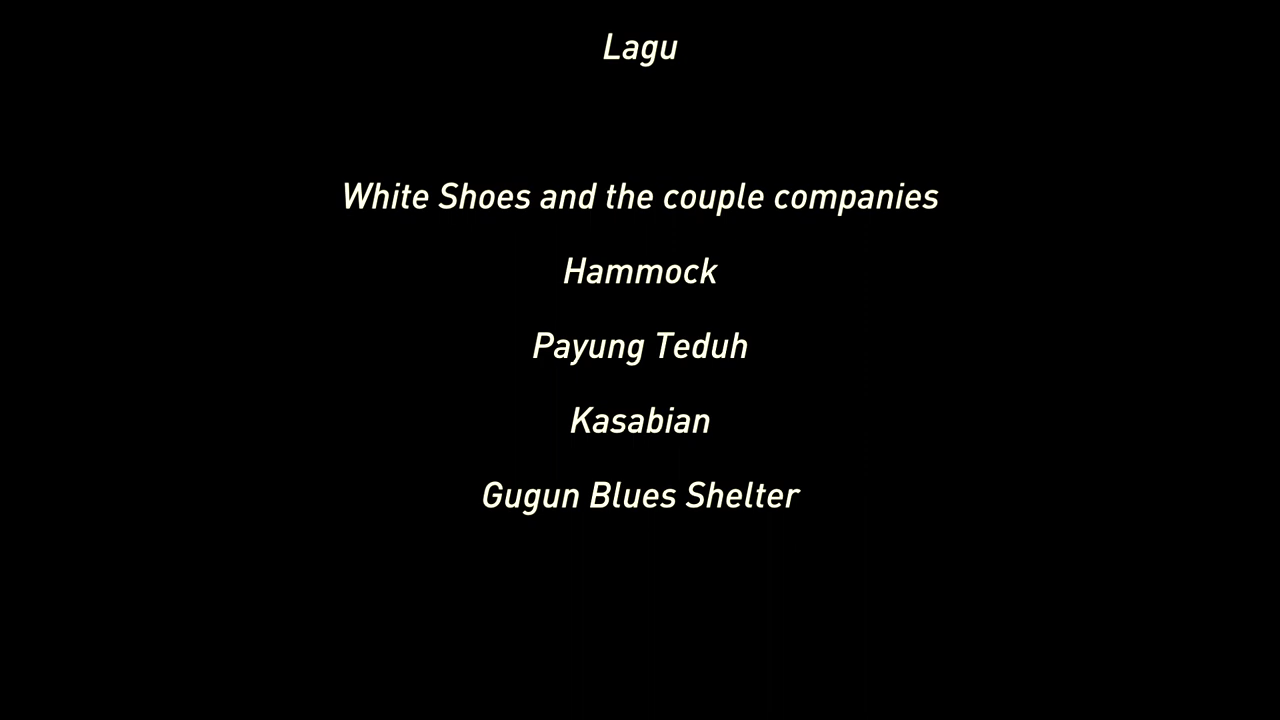 Lagu
White Shoes and the couple companies
Hammock
Payung Teduh
Kasabian
Gugun Blues Shelter